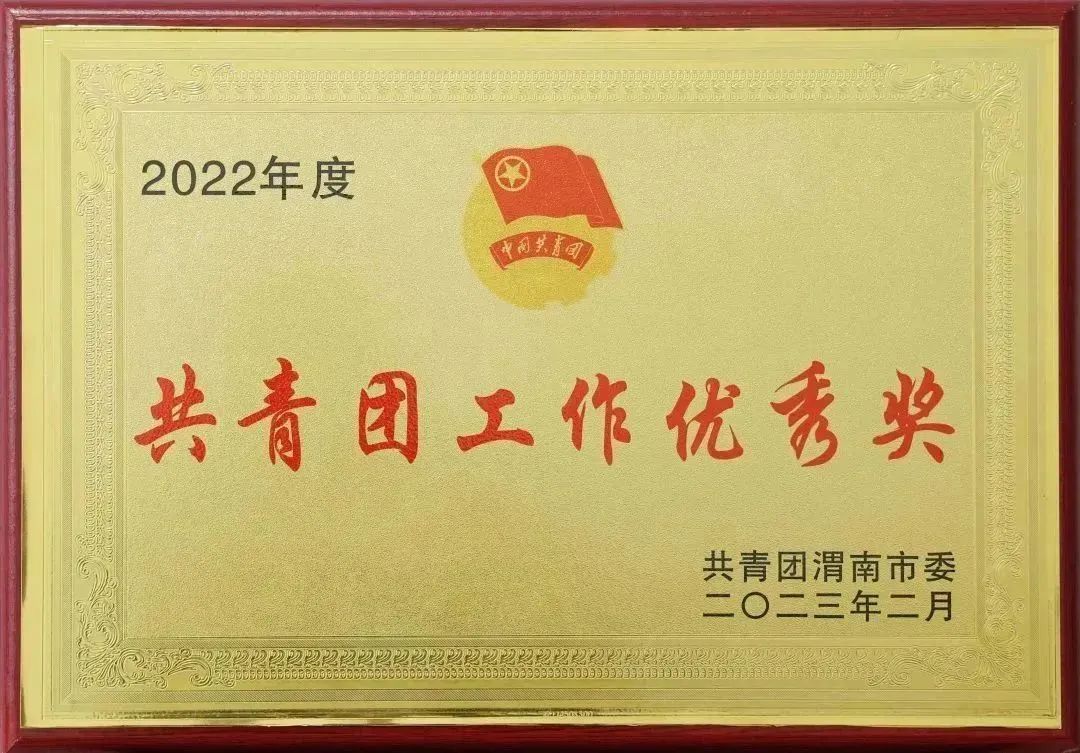 2022年度
中国共青团
共青团工作优秀奖
共青团渭南市委
二〇二三年二月